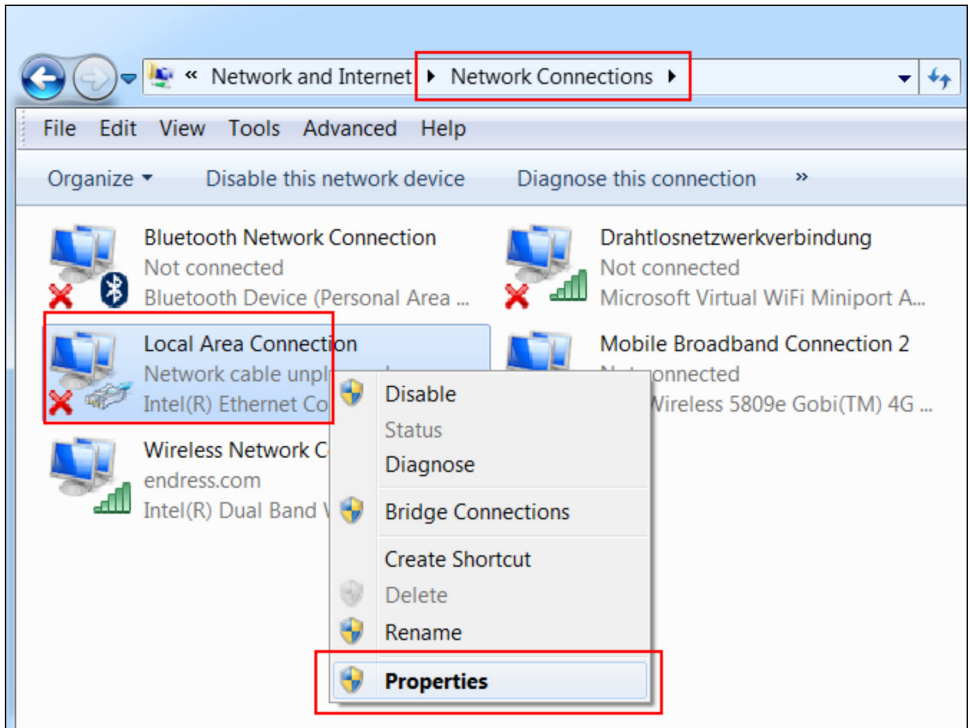 « Network and Internet ▸ Network Connections ▸
File Edit View Tools Advanced Help
Organize Disable this network device Diagnose this connection »
Bluetooth Network Connection
Not connected
Bluetooth Device (Personal Area ...
Drahtlosnetzwerkverbindung
Not connected
Microsoft Virtual WiFi Miniport A...
Local Area Connection
Network cable
Intel(R) Ethernet
Mobile Broadband Connection 2
Wireless 5809e Gobi(TM) 4G ...
Wireless Network
endress.com
Intel(R) Dual Band
Disable
Status
Diagnose
Bridge Connections
Create Shortcut
Delete
Rename
Properties